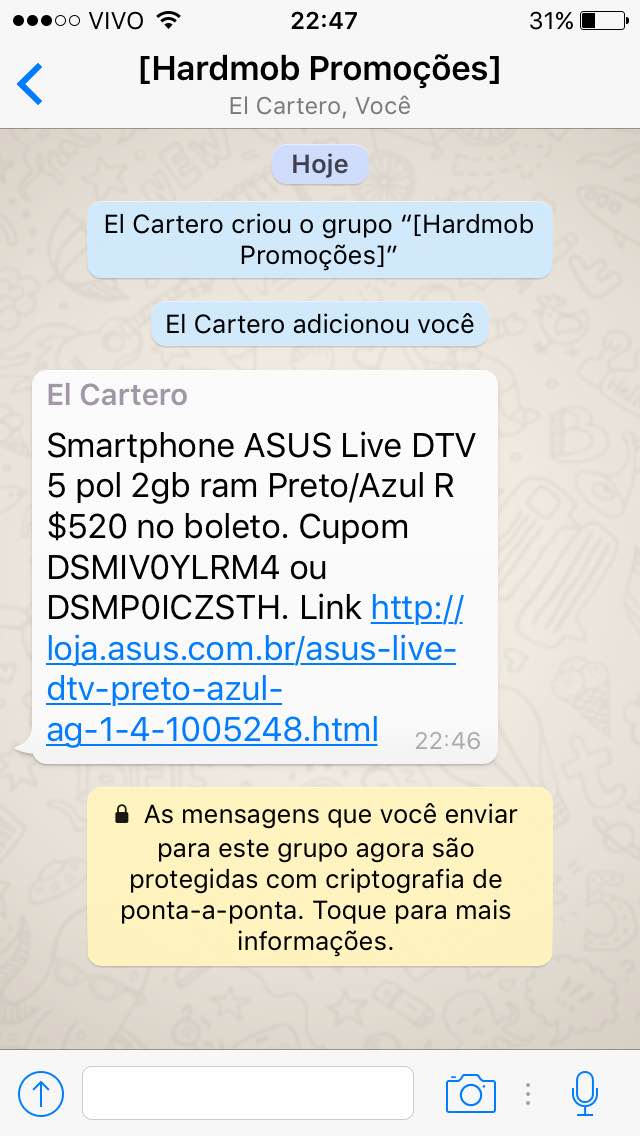 VIVO 22:47 31%
[Hardmob Promoções]
El Cartero, Você
Hoje
El Cartero criou o grupo “[Hardmob
Promoções]”
El Cartero adicionou você
El Cartero
Smartphone ASUS Live DTV
5 pol 2gb ram Preto/Azul R
$520 no boleto. Cupom
DSMIV0YLRM4 ou
DSMP0ICZSTH. Link http://
loja.asus.com.br/asus-live-
dtv-preto-azul-
ag-1-4-1005248.html 22:46
As mensagens que você enviar
para este grupo agora são
protegidas com criptografia de
ponta-a-ponta. Toque para mais
informações.